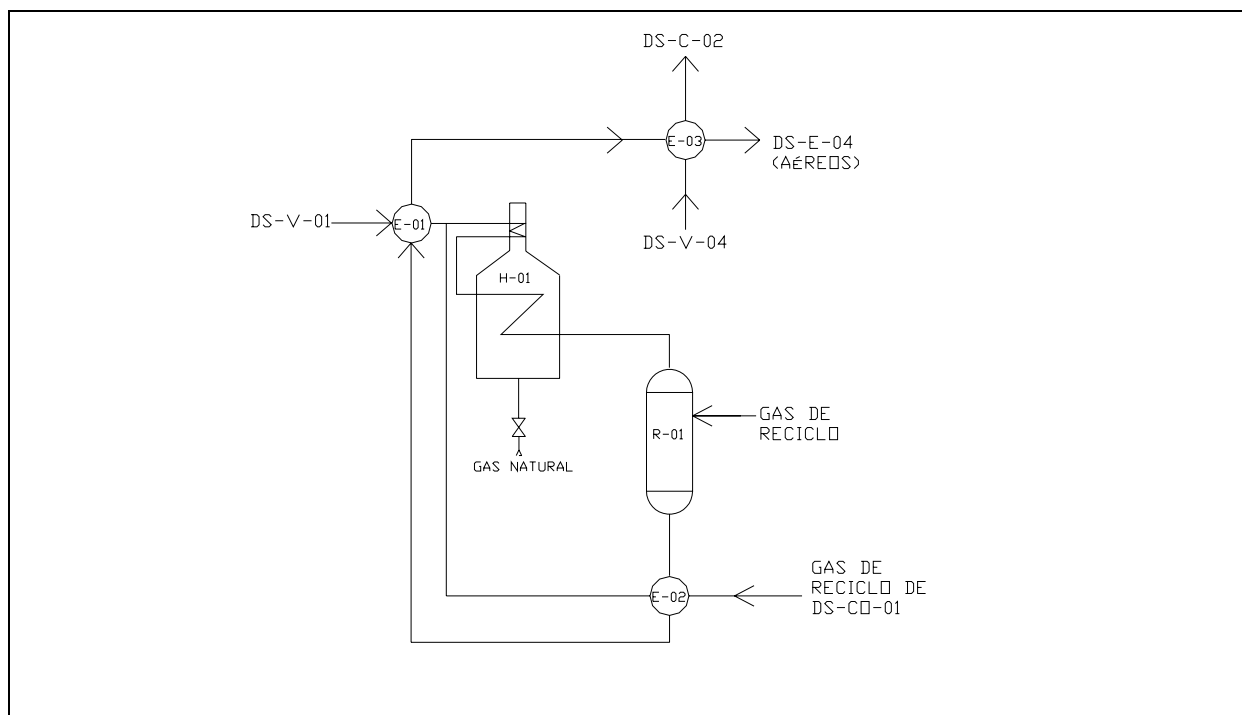 DS-C-02
E-03
DS-E-04
(AéREOS)
DS-V-01
E-01
DS-V-04
H-01
GAS DE
RECICLO
R-01
GAS NATURAL
GAS DE
RECICLO DE
DS-CO-01
E-02